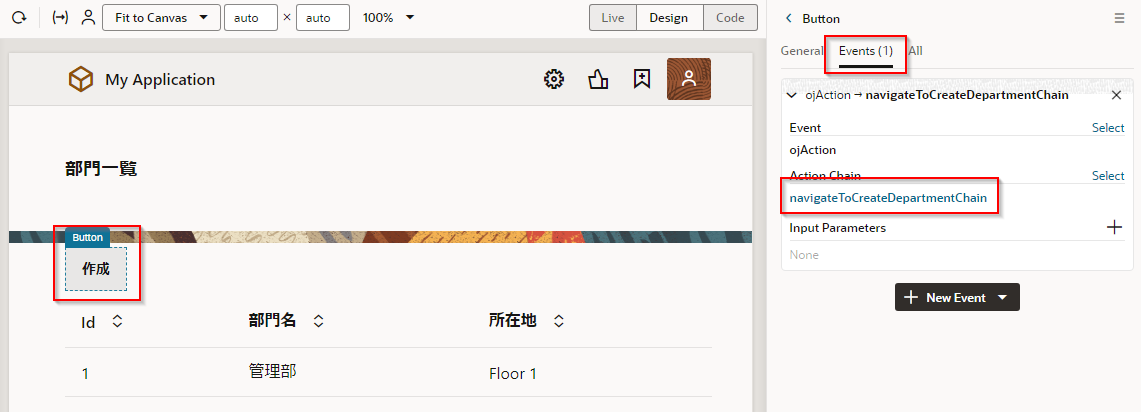 Fit to Canvas auto × auto 100% Live Design Code
My Application
部門一覧
Button
作成
Id 部門名 所在地
1 管理部 Floor 1
Button
General Events (1) All
ojAction → navigateToCreateDepartmentChain
Event Select
ojAction
Action Chain Select
navigateToCreateDepartmentChain
Input Parameters
None
New Event